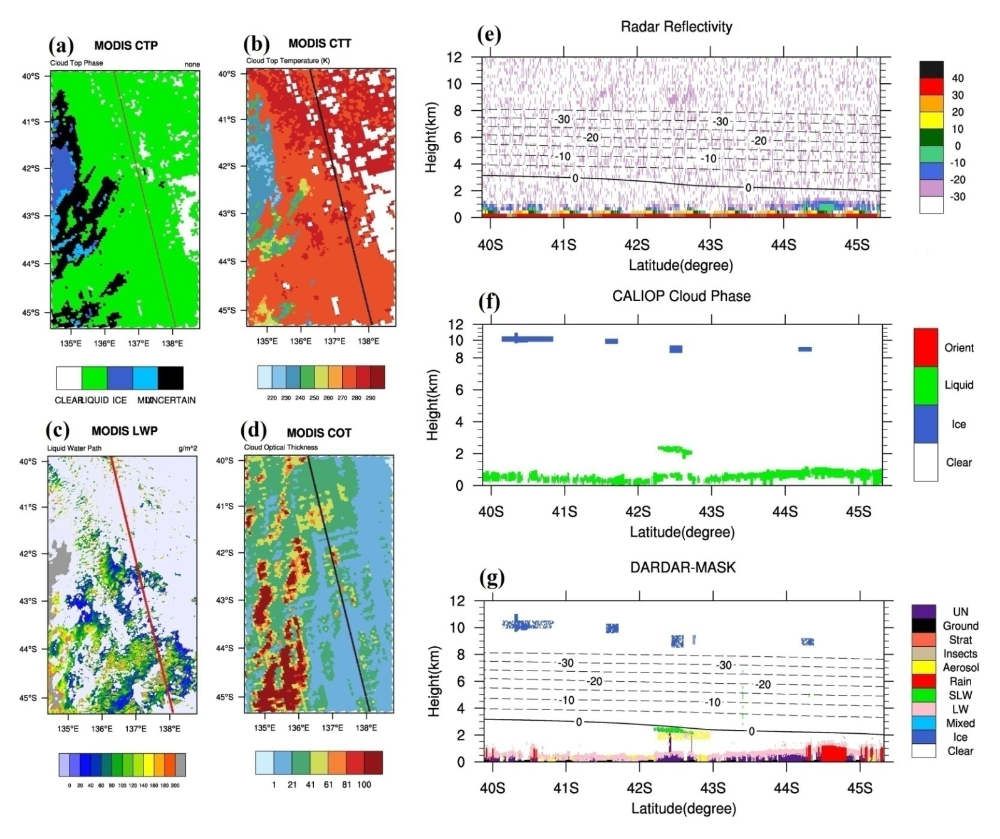 (a) MODIS CTP
Cloud Top Phase none
40°S
41°S
42°S
43°S
44°S
45°S
135°E 136°E 137°E 138°E
CLEAR LIQUID ICE MIX UNCERTAIN
(b) MODIS CTT
Cloud Top Temperature (K)
40°S
41°S
42°S
43°S
44°S
45°S
135°E 136°E 137°E 138°E
220 230 240 250 260 270 280 290
(c) MODIS LWP
Liquid Water Path g/m^2
40°S
41°S
42°S
43°S
44°S
45°S
135°E 136°E 137°E 138°E
0 20 40 60 80 100 120 140 160 180 200
(d) MODIS COT
Cloud Optical Thickness
40°S
41°S
42°S
43°S
44°S
45°S
135°E 136°E 137°E 138°E
1 21 41 61 81 100
(e) Radar Reflectivity
Height(km)
12
10
8
6
4
2
0
-30 -30
-20 -20
-10 -10
0 0
40S 41S 42S 43S 44S 45S
Latitude(degree)
40
30
20
10
0
-10
-20
-30
(f) CALIOP Cloud Phase
Height(km)
12
10
8
6
4
2
0
40S 41S 42S 43S 44S 45S
Latitude(degree)
Orient
Liquid
Ice
Clear
(g) DARDAR-MASK
Height(km)
12
10
8
6
4
2
0
-30 -30
-20 -20
-10 -10
0 0
40S 41S 42S 43S 44S 45S
Latitude(degree)
UN
Ground
Strat
Insects
Aerosol
Rain
SLW
LW
Mixed
Ice
Clear